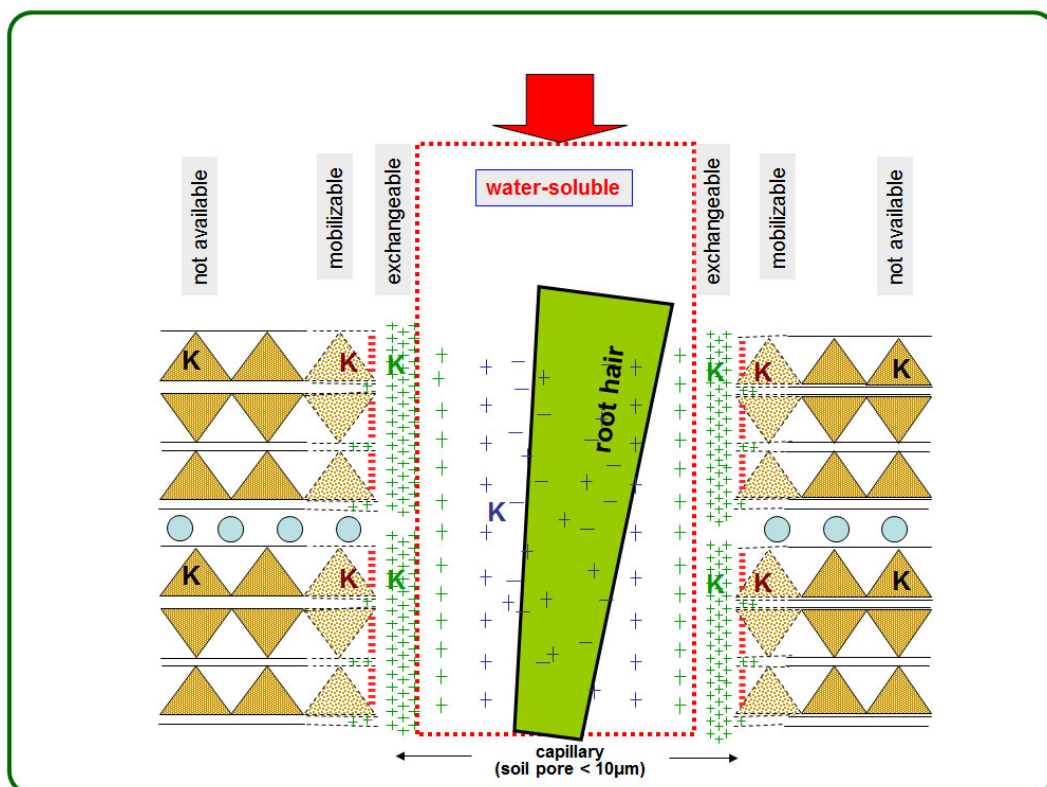 water-soluble
not available
mobilizable
exchangeable
exchangeable
mobilizable
not available
root hair
K
K
K
K
K
K
K
K
K
K
K
K
K
capillary
(soil pore < 10µm)